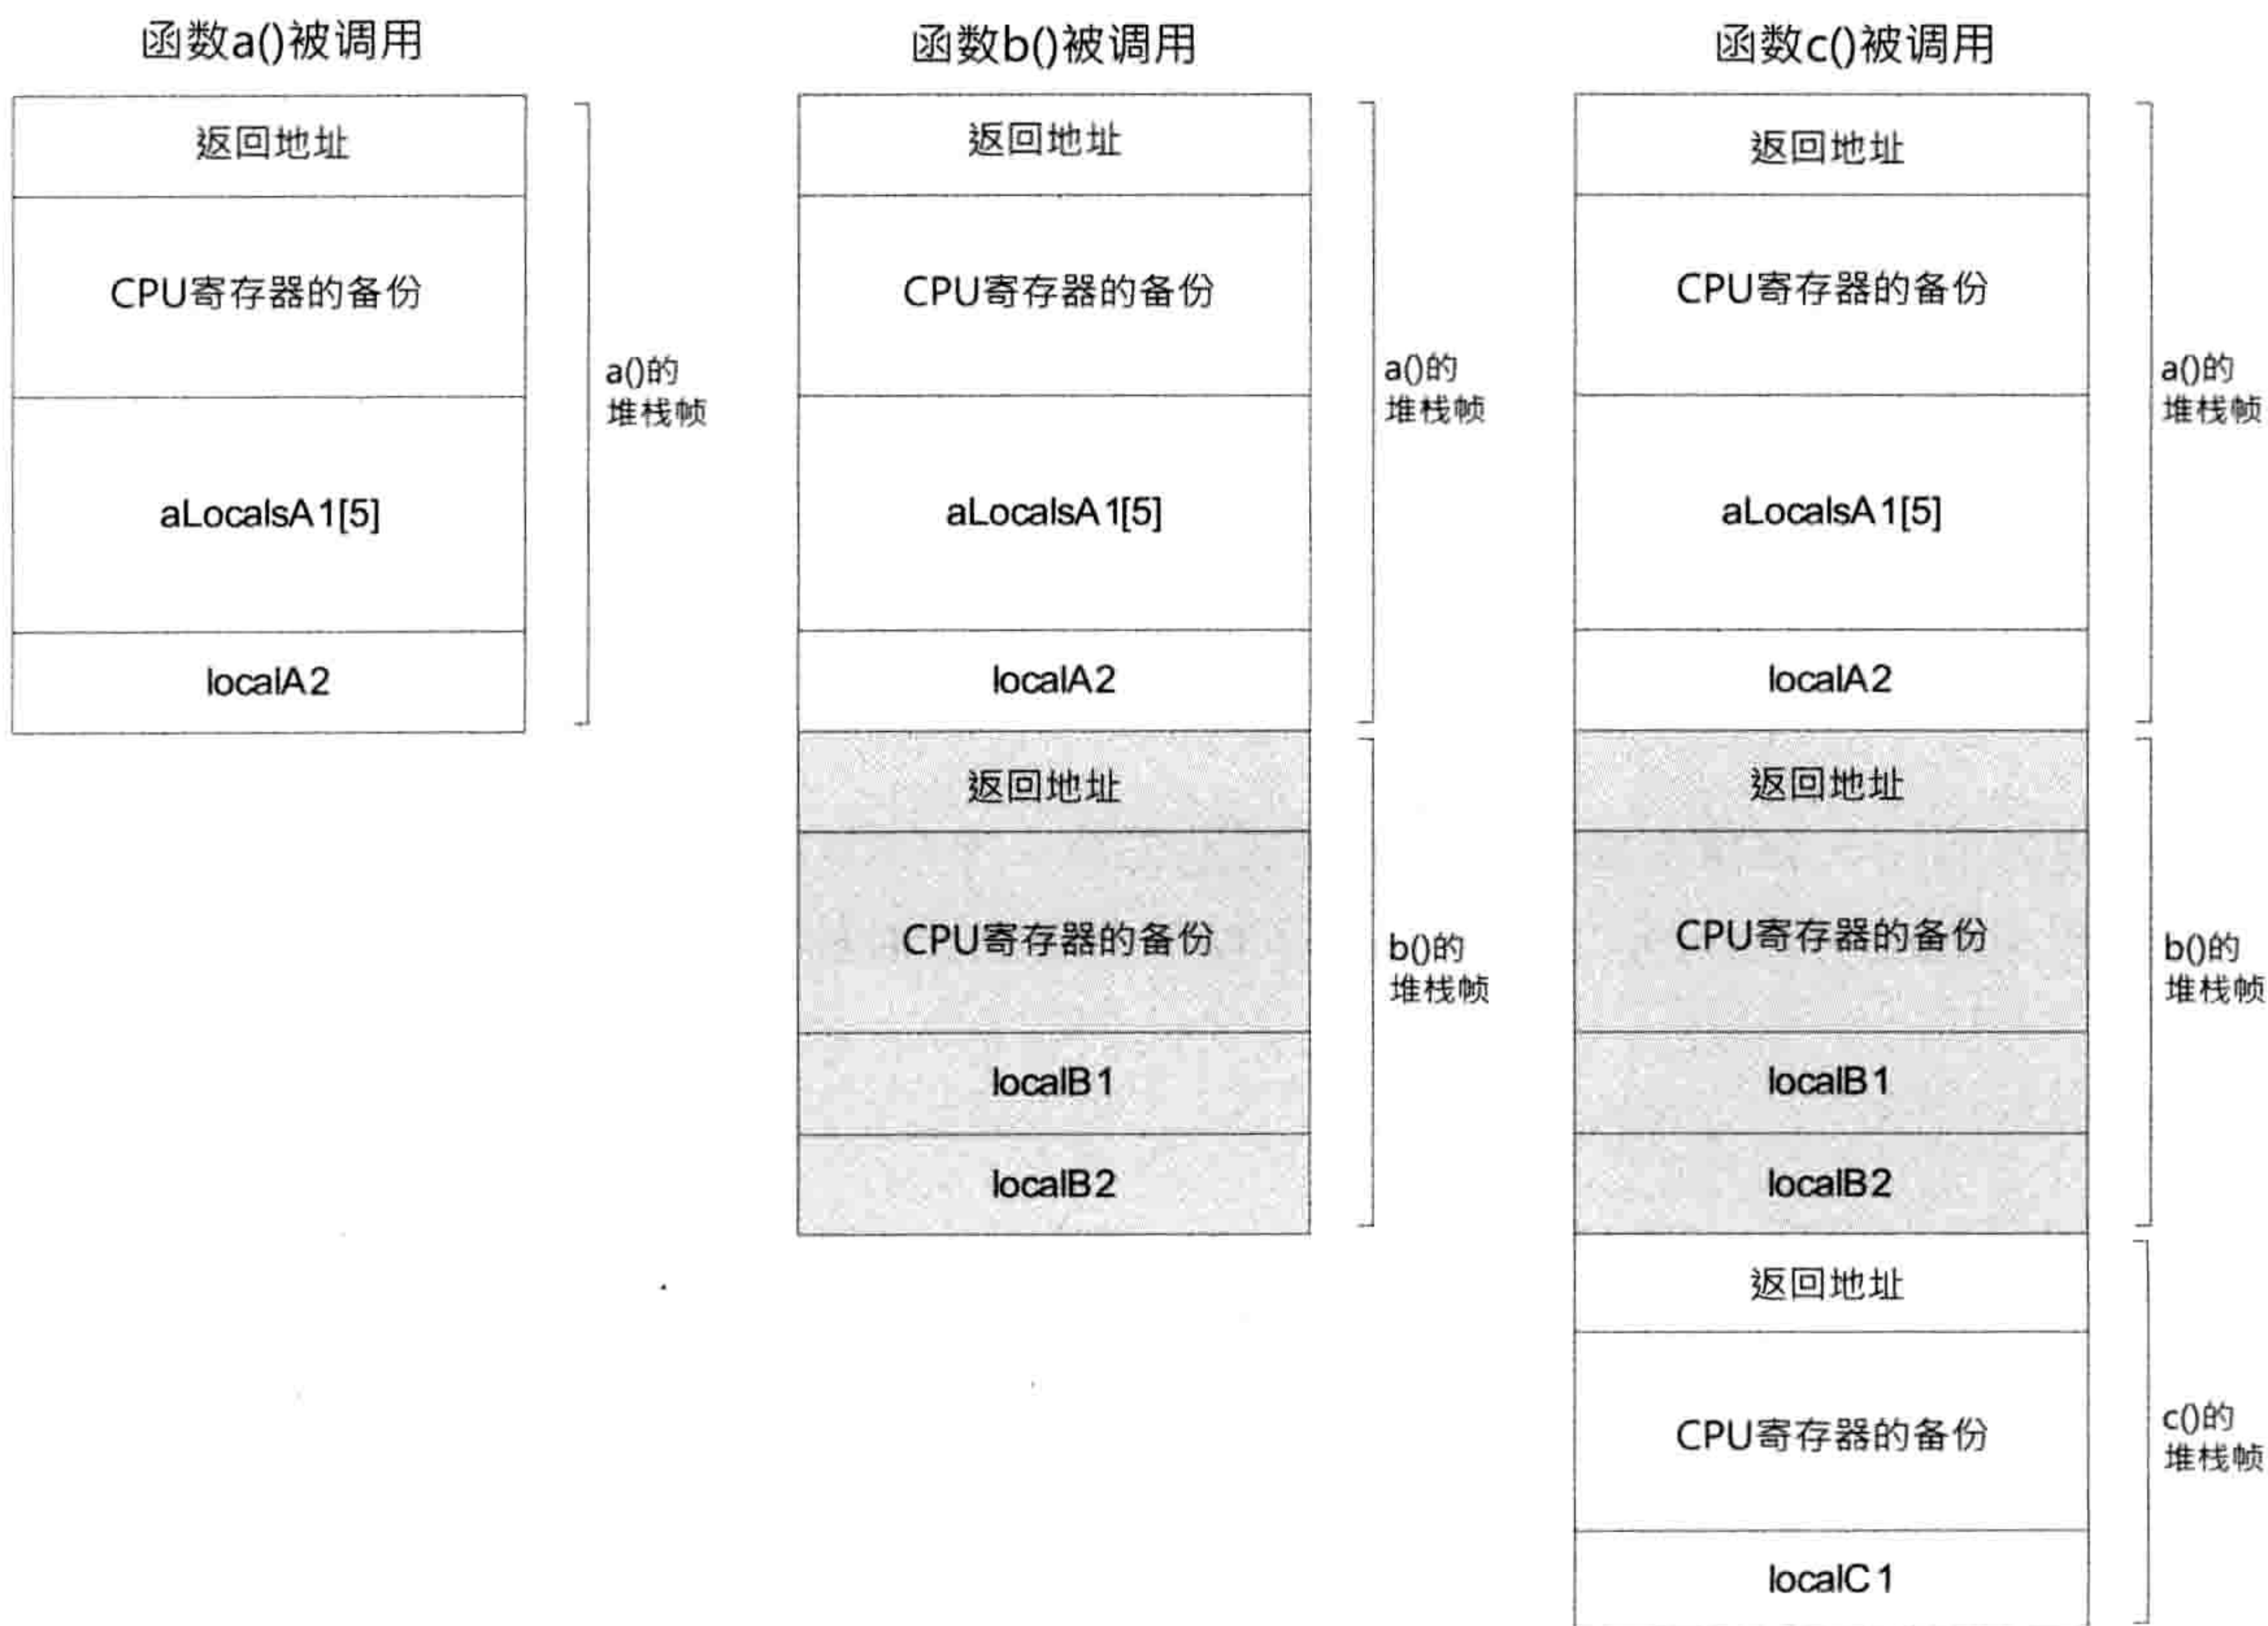 函数a()被调用
返回地址
CPU寄存器的备份
aLocalsA1[5]
localA2
a()的
堆栈帧
函数b()被调用
返回地址
CPU寄存器的备份
aLocalsA1[5]
localA2
a()的
堆栈帧
返回地址
CPU寄存器的备份
localB1
localB2
b()的
堆栈帧
函数c()被调用
返回地址
CPU寄存器的备份
aLocalsA1[5]
localA2
a()的
堆栈帧
返回地址
CPU寄存器的备份
localB1
localB2
b()的
堆栈帧
返回地址
CPU寄存器的备份
localC1
c()的
堆栈帧